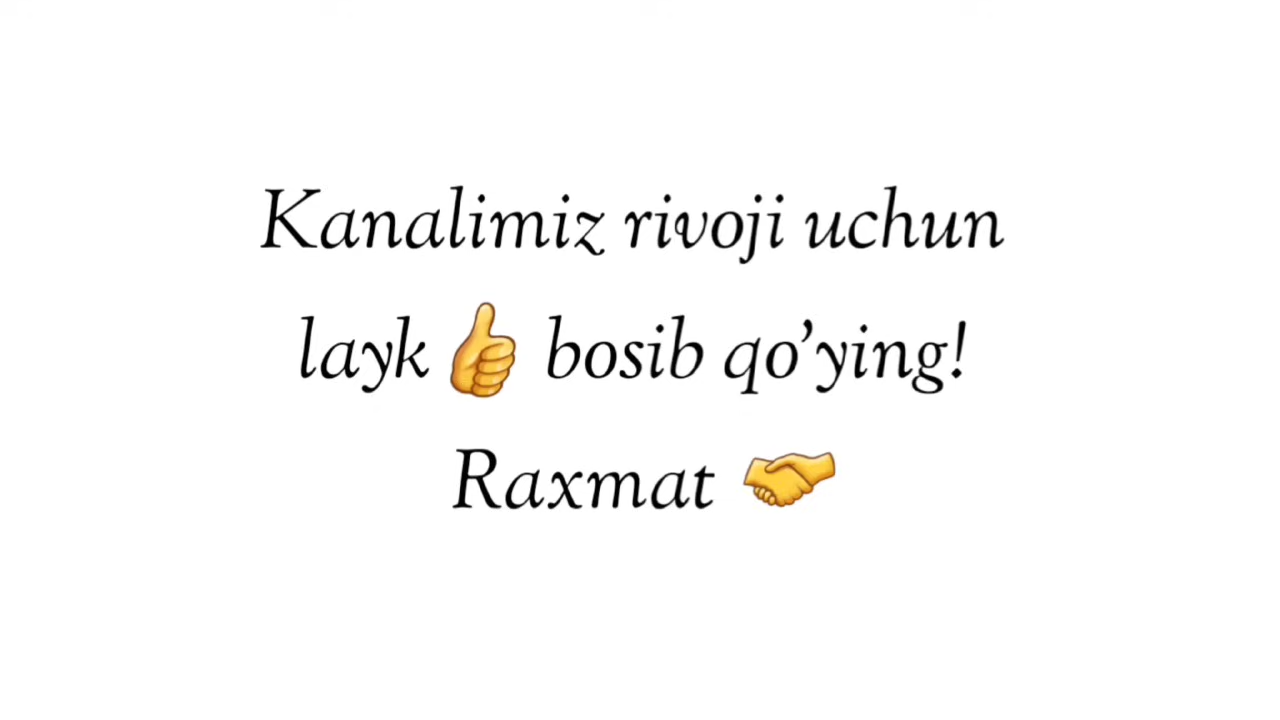 Kanalimiz rivoji uchun
layk👍 bosib qo’ying!
Raxmat 🤝